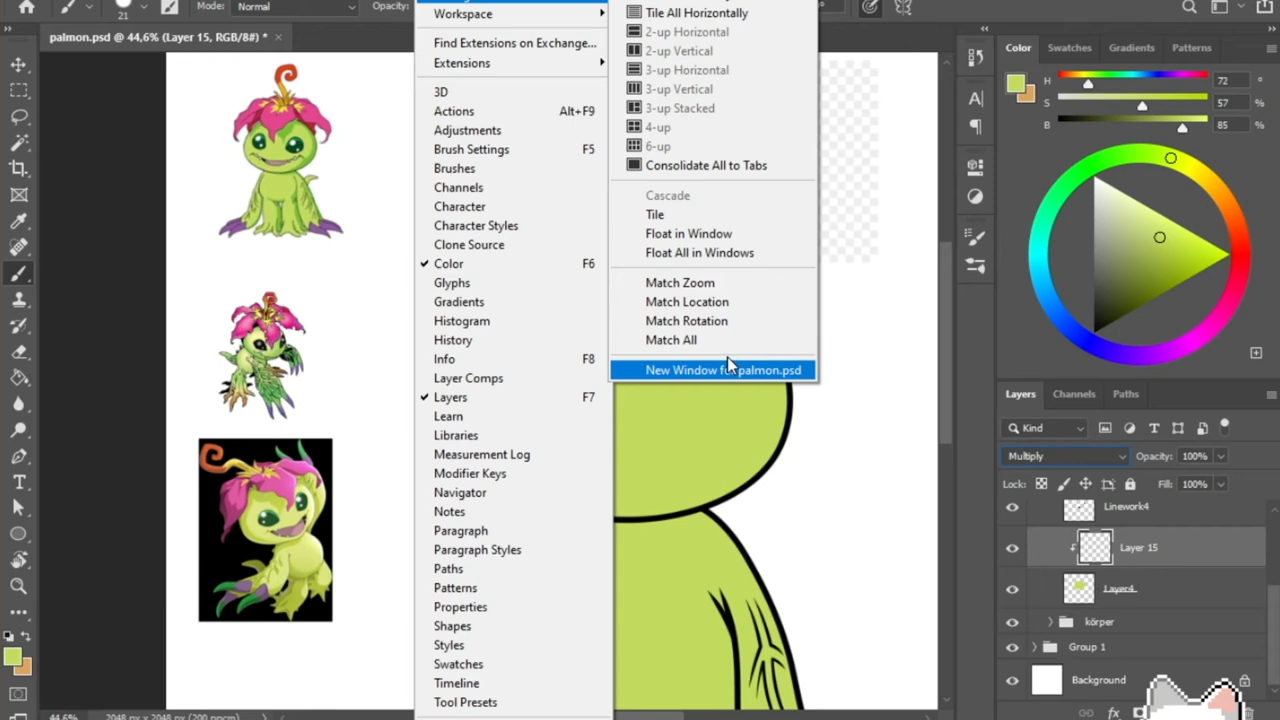 21
Mode: Normal
Opacity:
palmon.psd @ 44,6% (Layer 15, RGB/8#) * ×
Workspace
Find Extensions on Exchange...
Extensions
3D
Actions Alt+F9
Adjustments
Brush Settings F5
Brushes
Channels
Character
Character Styles
Clone Source
Color F6
Glyphs
Gradients
Histogram
History
Info F8
Layer Comps
Layers F7
Learn
Libraries
Measurement Log
Modifier Keys
Navigator
Notes
Paragraph
Paragraph Styles
Paths
Patterns
Properties
Shapes
Styles
Swatches
Timeline
Tool Presets
Tile All Horizontally
2-up Horizontal
2-up Vertical
3-up Horizontal
3-up Vertical
3-up Stacked
4-up
6-up
Consolidate All to Tabs
Cascade
Tile
Float in Window
Float All in Windows
Match Zoom
Match Location
Match Rotation
Match All
New Window for palmon.psd
Color Swatches Gradients Patterns
H 72 °
S 57 %
B 85 %
Layers Channels Paths
Kind
Multiply Opacity: 100%
Lock: Fill: 100%
Linework4
Layer 15
Layer4
körper
Group 1
Background
fx
44,6% 2048 px x 2048 px (200 ppcm)